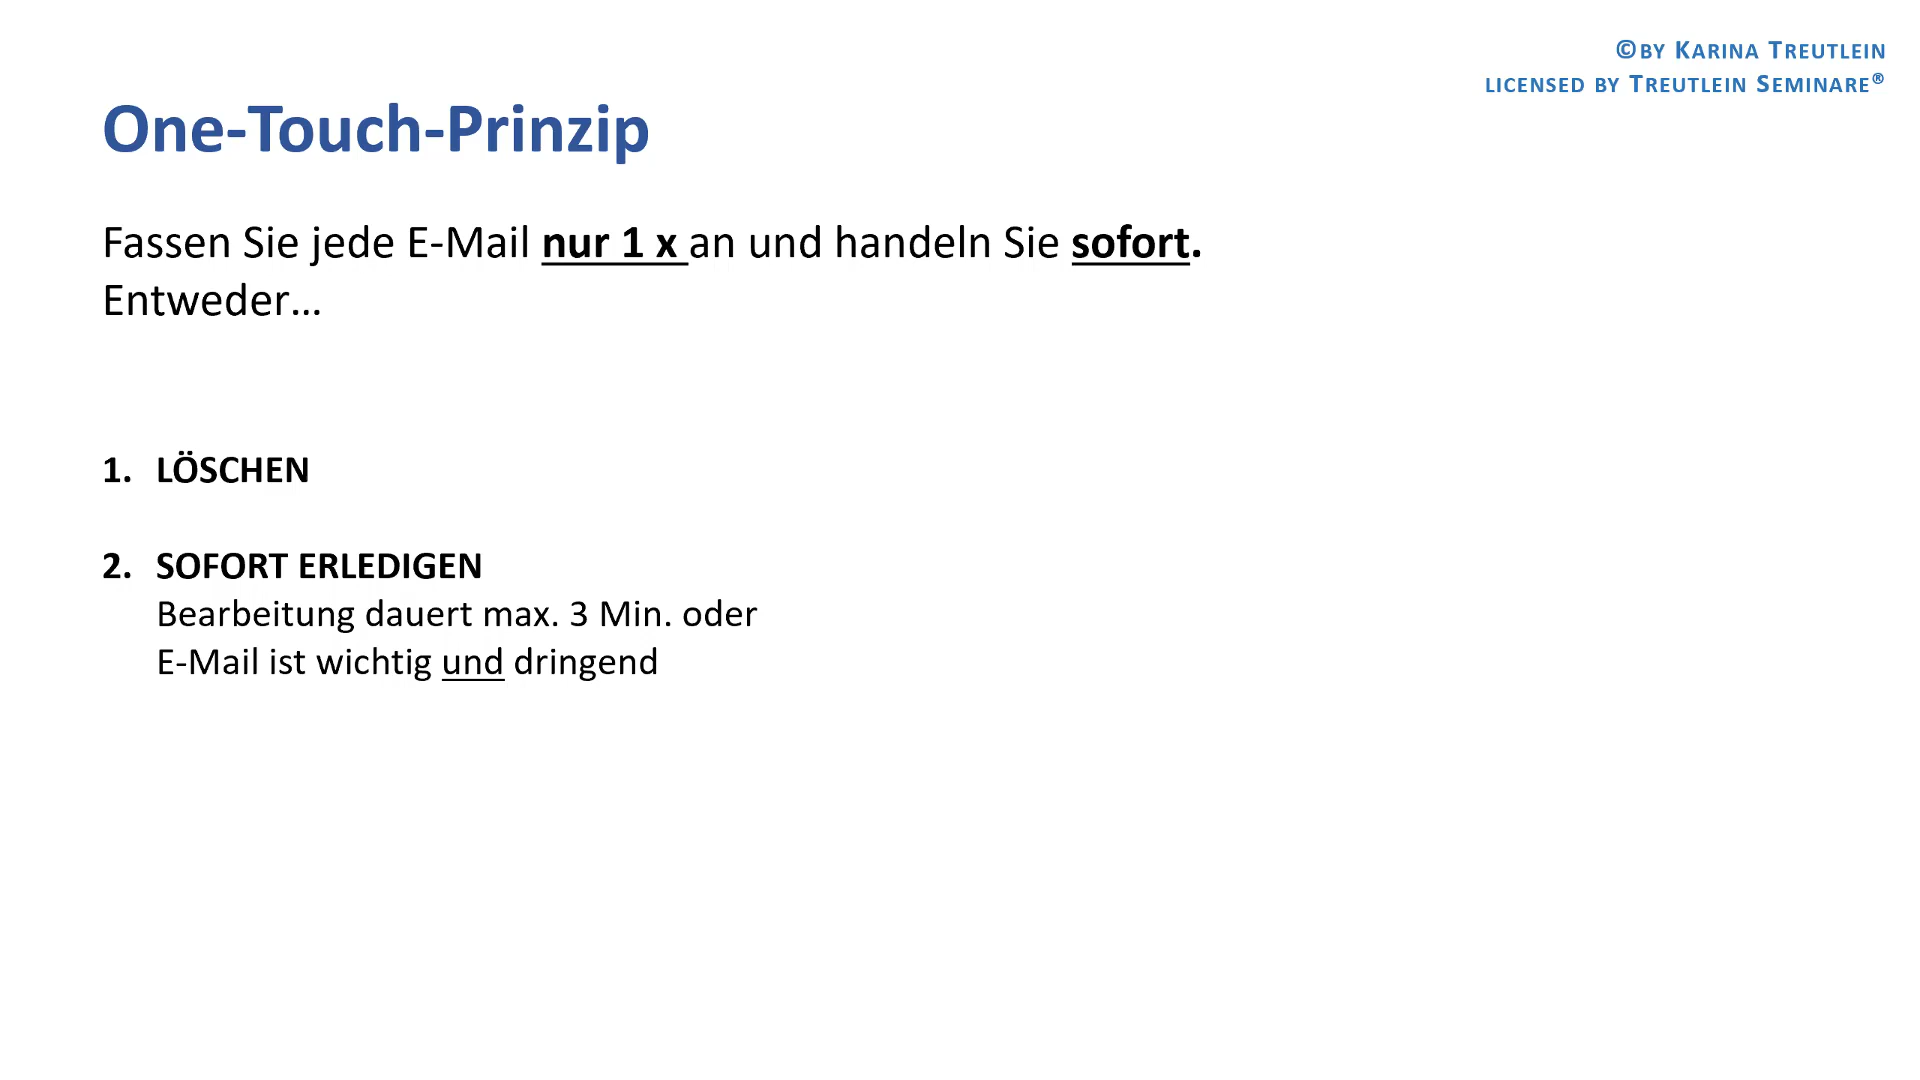 ©BY KARINA TREUTLEIN
LICENSED BY TREUTLEIN SEMINARE®
One-Touch-Prinzip
Fassen Sie jede E-Mail nur 1 x an und handeln Sie sofort.
Entweder…
1. LÖSCHEN
2. SOFORT ERLEDIGEN
Bearbeitung dauert max. 3 Min. oder
E-Mail ist wichtig und dringend